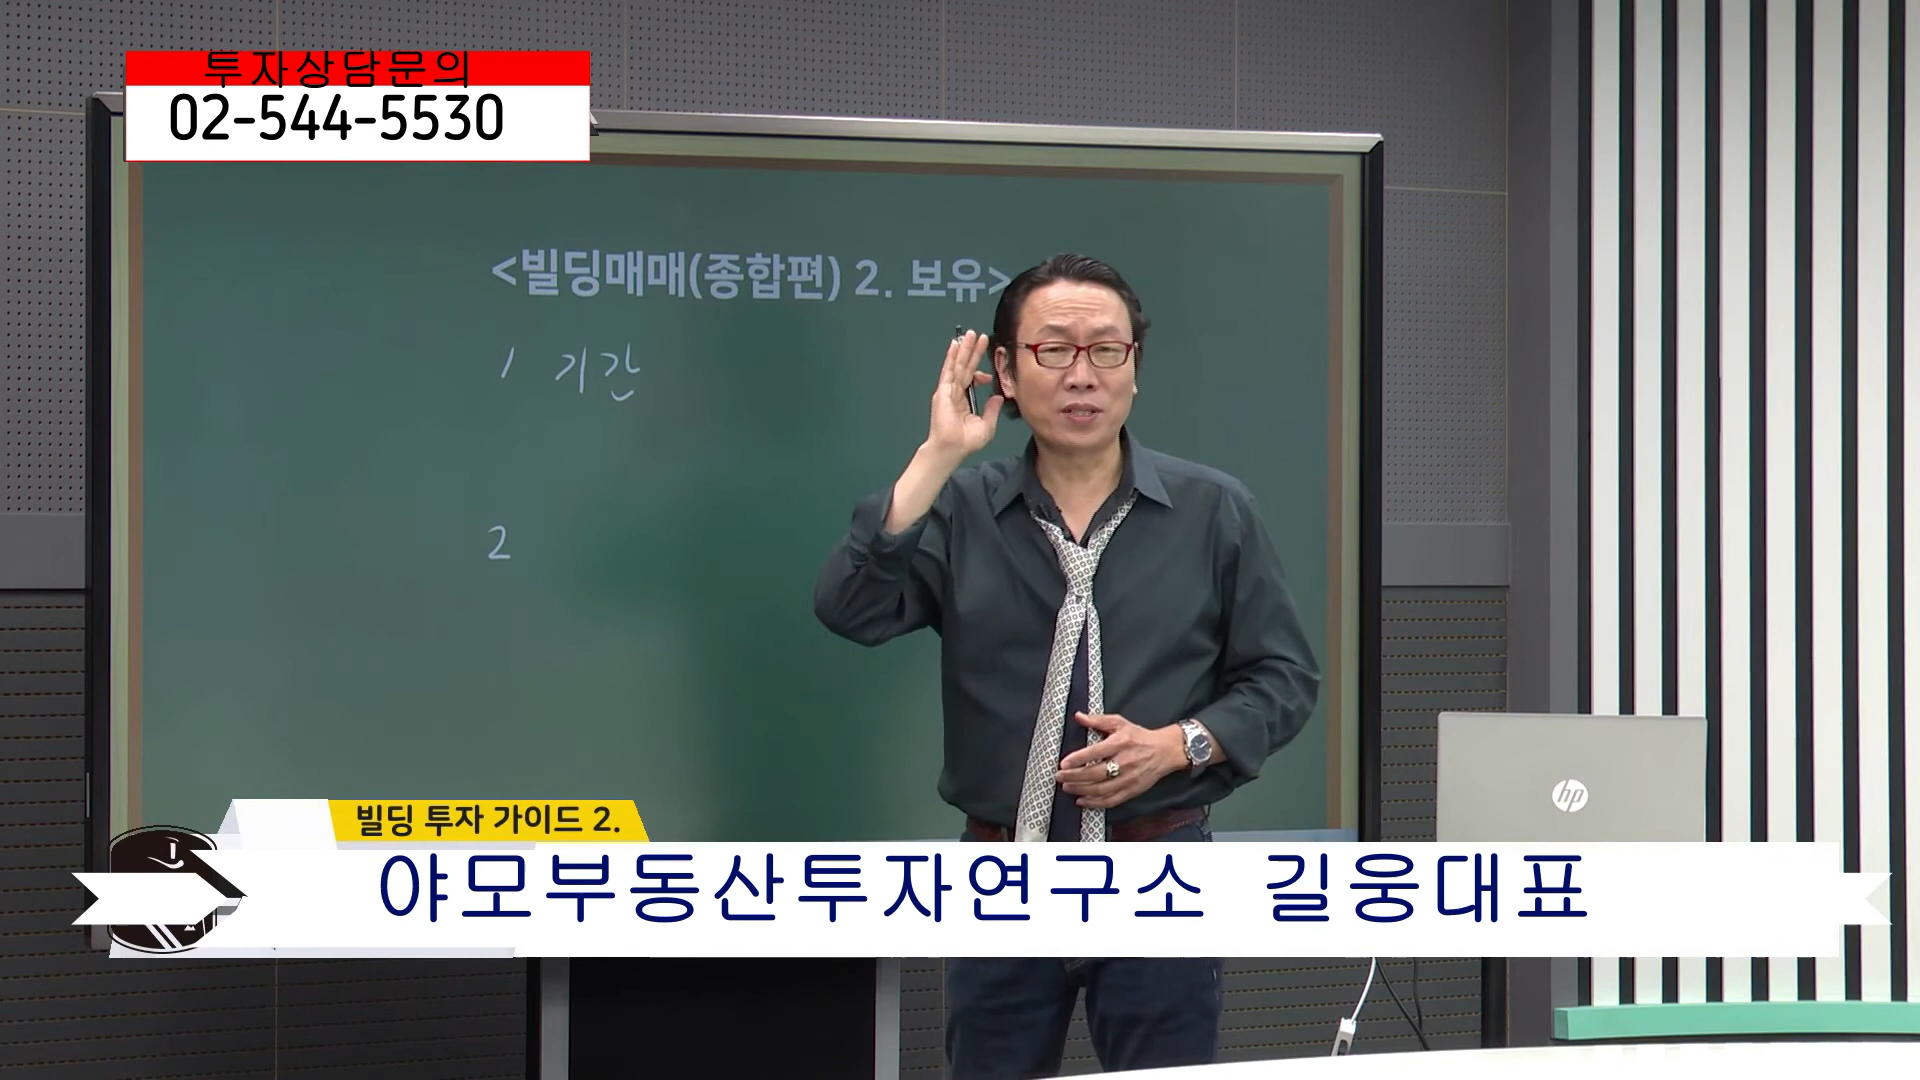 투자상담문의
02-544-5530
<빌딩매매(종합편) 2. 보유>
1 기간
2
빌딩 투자 가이드 2.
야모부동산투자연구소 길웅대표
hp